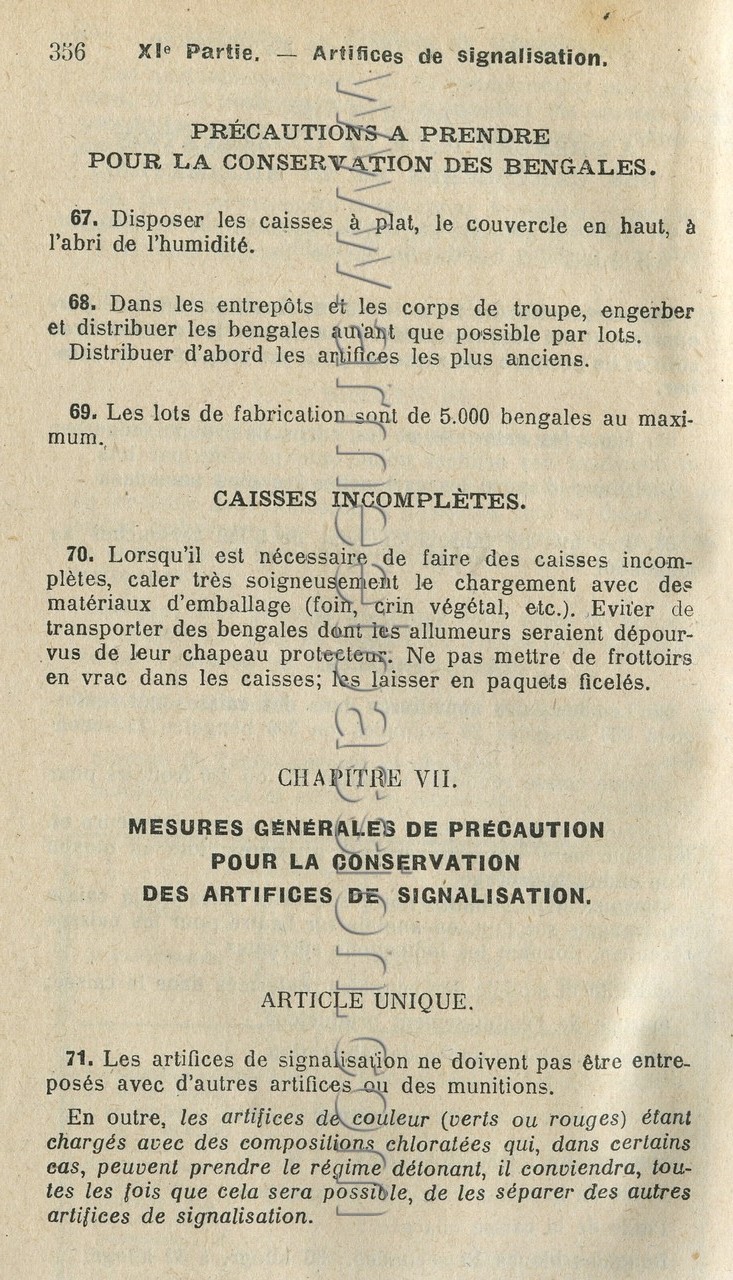 356 XIe Partie. — Artifices de signalisation.
PRÉCAUTIONS A PRENDRE
POUR LA CONSERVATION DES BENGALES.
67. Disposer les caisses à plat, le couvercle en haut, à
l'abri de l'humidité.
68. Dans les entrepôts et les corps de troupe, engerber
et distribuer les bengales autant que possible par lots.
Distribuer d'abord les artifices les plus anciens.
69. Les lots de fabrication sont de 5.000 bengales au maxi-
mum.
CAISSES INCOMPLÈTES.
70. Lorsqu'il est nécessaire de faire des caisses incom-
plètes, caler très soigneusement le chargement avec des
matériaux d'emballage (foin, crin végétal, etc.). Eviter de
transporter des bengales dont les allumeurs seraient dépour-
vus de leur chapeau protecteur. Ne pas mettre de frottoirs
en vrac dans les caisses; les laisser en paquets ficelés.
CHAPITRE VII.
MESURES GÉNÉRALES DE PRÉCAUTION
POUR LA CONSERVATION
DES ARTIFICES DE SIGNALISATION.
ARTICLE UNIQUE.
71. Les artifices de signalisation ne doivent pas être entre-
posés avec d'autres artifices ou des munitions.
En outre, les artifices de couleur (verts ou rouges) étant
chargés avec des compositions chloratées qui, dans certains
cas, peuvent prendre le régime détonant, il conviendra, tou-
tes les fois que cela sera possible, de les séparer des autres
artifices de signalisation.